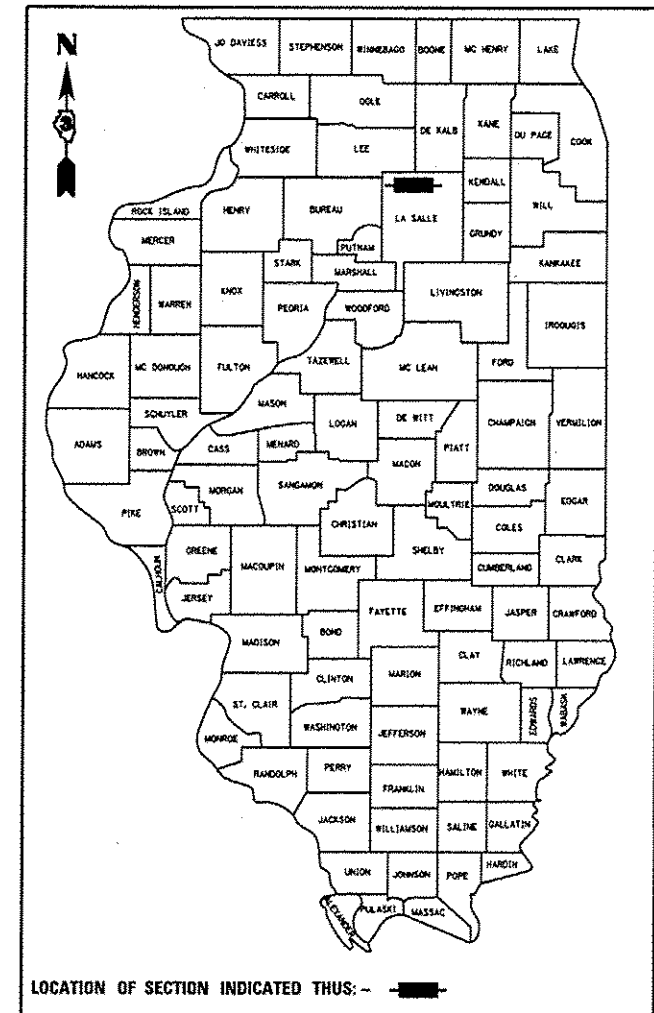 JO DAVIESS STEPHENSON WINNEBAGO BOONE MC HENRY LAKE
N
CARROLL OGLE DE KALB KANE DU PAGE COOK
3
WHITESIDE LEE
KENDALL WILL
ROCK ISLAND HENRY BUREAU LA SALLE
GRUNDY
MERCER PUTNAM
STARK MARSHALL KANKAKEE
HENDERSON WARREN KNOX PEORIA WOODFORD LIVINGSTON IROQUOIS
HANCOCK MC DONOUGH FULTON TAZEWELL MC LEAN FORD
MASON
SCHUYLER LOGAN DE WITT CHAMPAIGN VERMILION
ADAMS BROWN CASS MENARD PIATT
MACON
MORGAN SANGAMON DOUGLAS
PIKE SCOTT CHRISTIAN MOULTRIE EDGAR
COLES
GREENE MACOUPIN MONTGOMERY SHELBY
CALHOUN CUMBERLAND CLARK
JERSEY FAYETTE EFFINGHAM JASPER CRAWFORD
BOND
MADISON CLAY RICHLAND LAWRENCE
CLINTON MARION
ST. CLAIR WAYNE EDWARDS WABASH
WASHINGTON JEFFERSON
MONROE
RANDOLPH PERRY HAMILTON WHITE
FRANKLIN
JACKSON WILLIAMSON SALINE GALLATIN
UNION JOHNSON POPE HARDIN
ALEXANDER PULASKI MASSAC
LOCATION OF SECTION INDICATED THUS: -